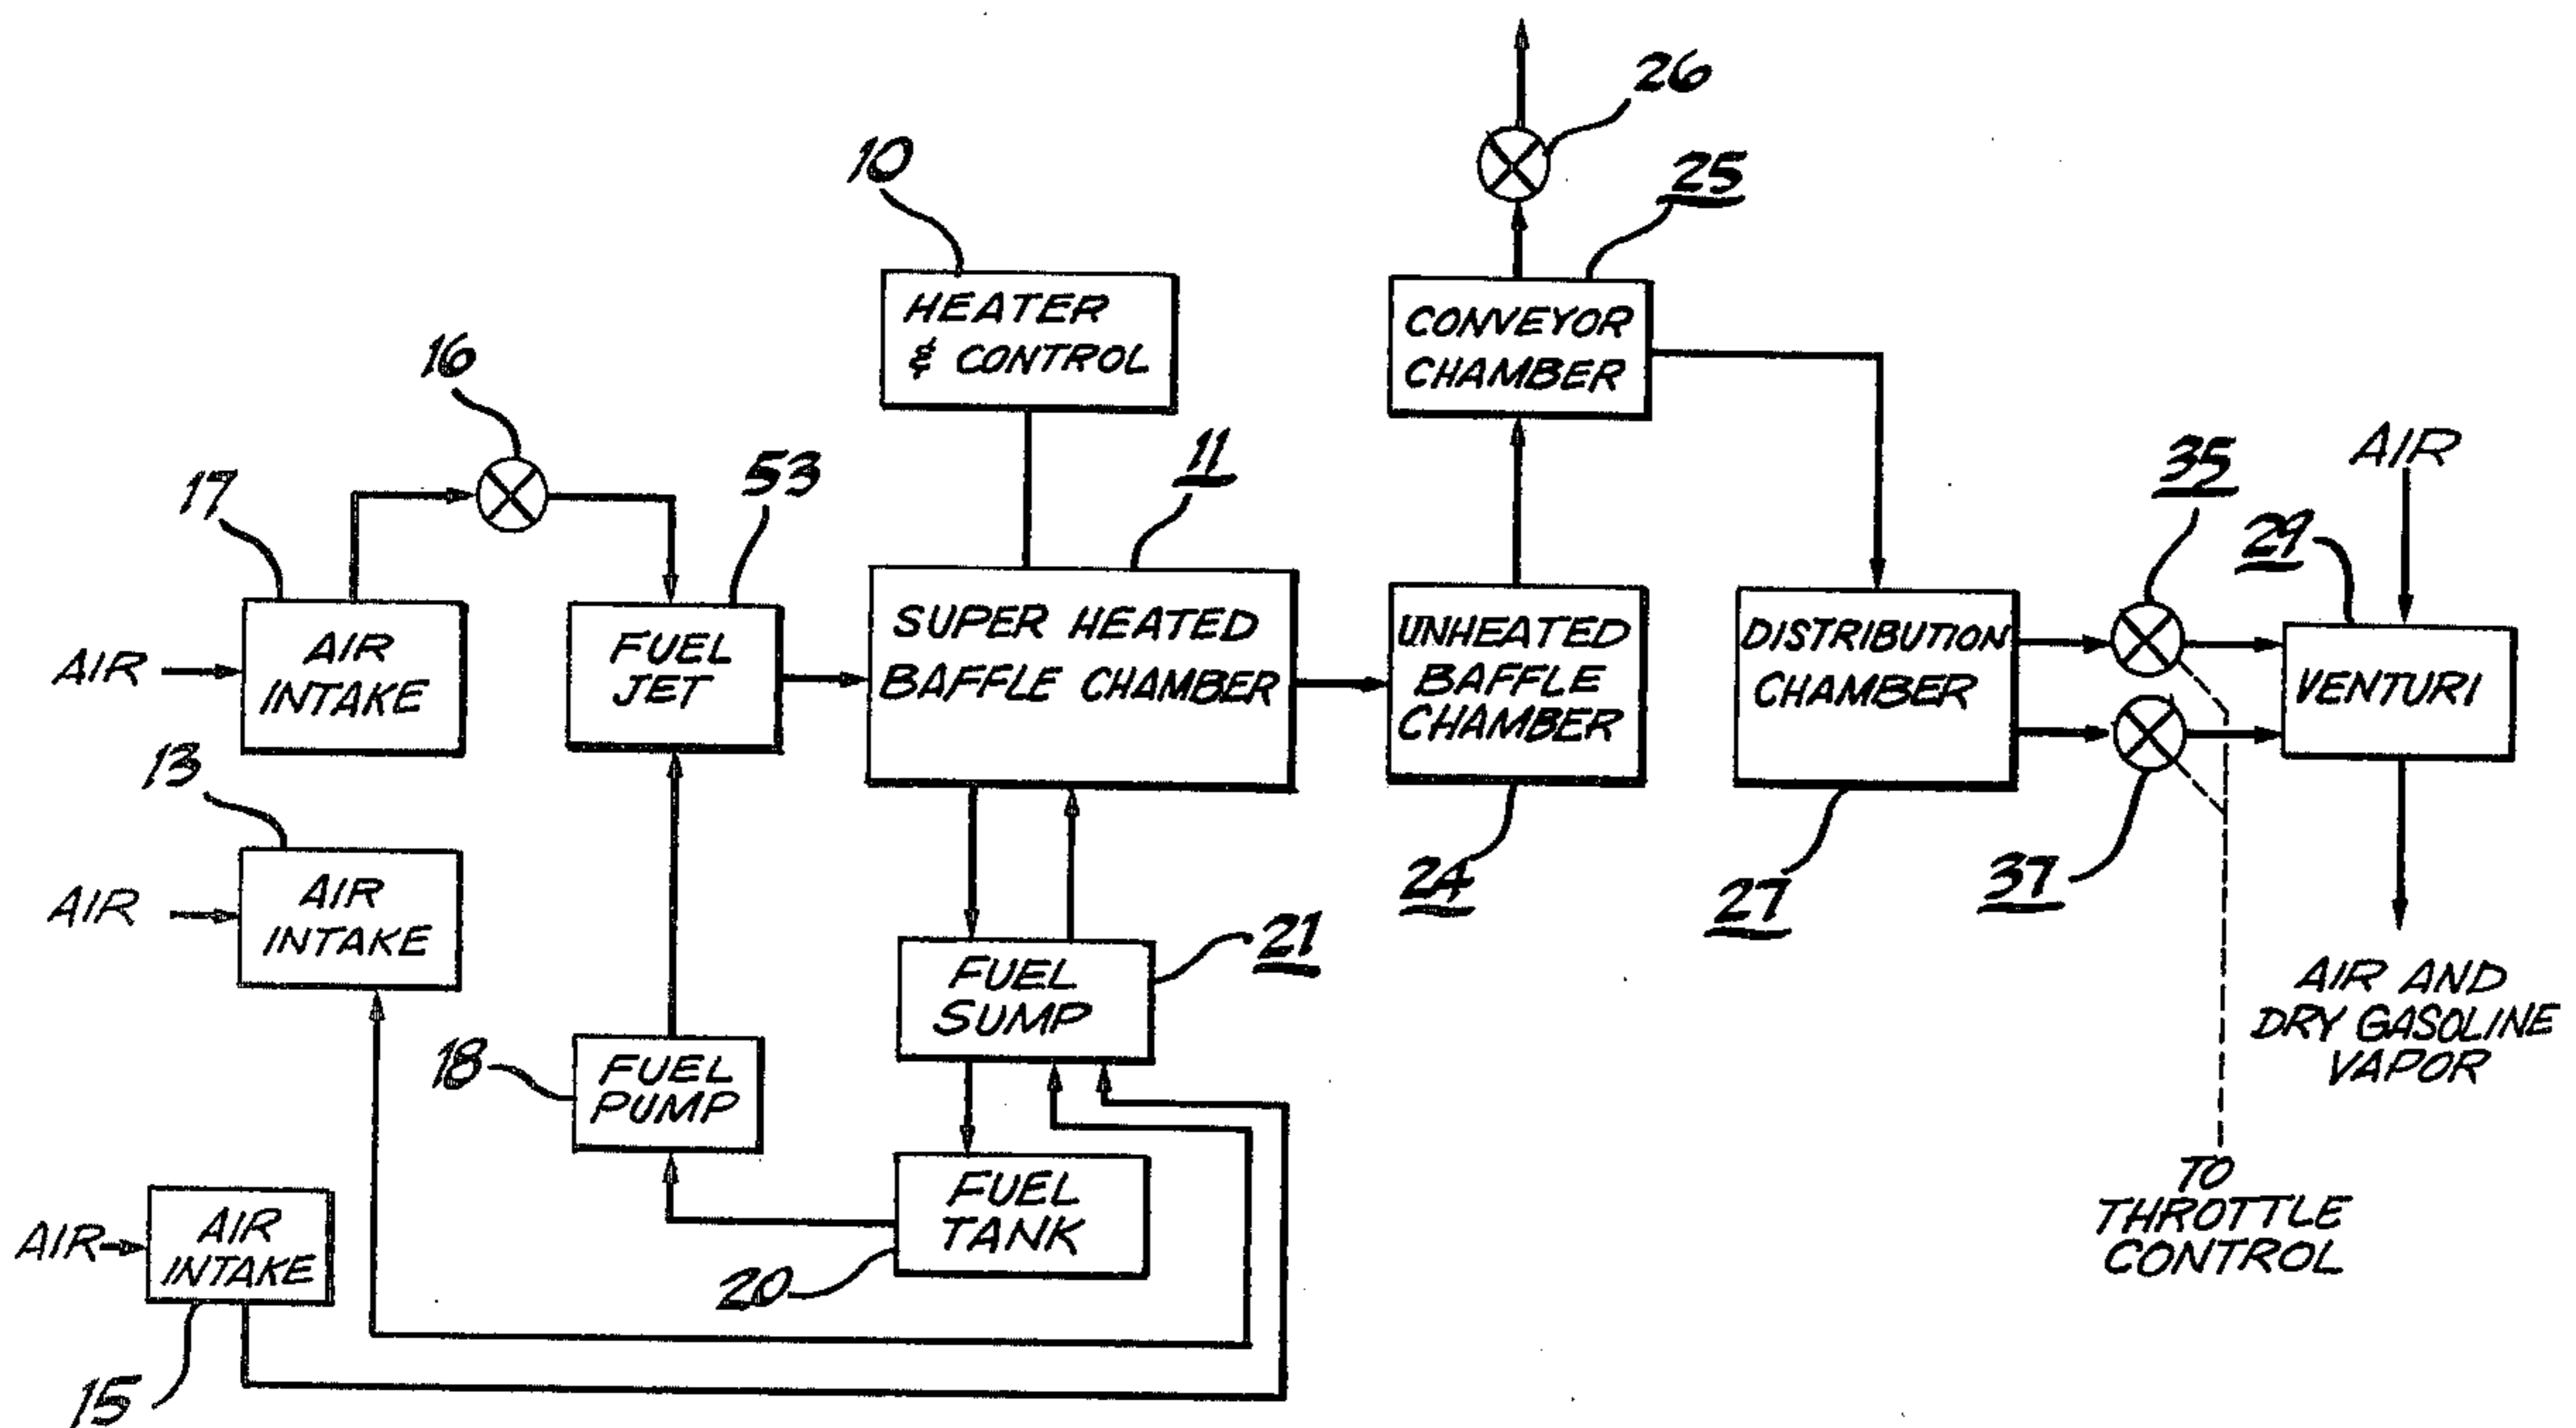 26
10
25
HEATER
& CONTROL
CONVEYOR
CHAMBER
16
17
53
11
35
AIR
29
AIR
AIR
INTAKE
FUEL
JET
SUPER HEATED
BAFFLE CHAMBER
UNHEATED
BAFFLE
CHAMBER
DISTRIBUTION
CHAMBER
VENTURI
13
AIR
AIR
INTAKE
24
27
37
21
FUEL
SUMP
AIR AND
DRY GASOLINE
VAPOR
18
FUEL
PUMP
FUEL
TANK
20
TO
THROTTLE
CONTROL
AIR
AIR
INTAKE
15